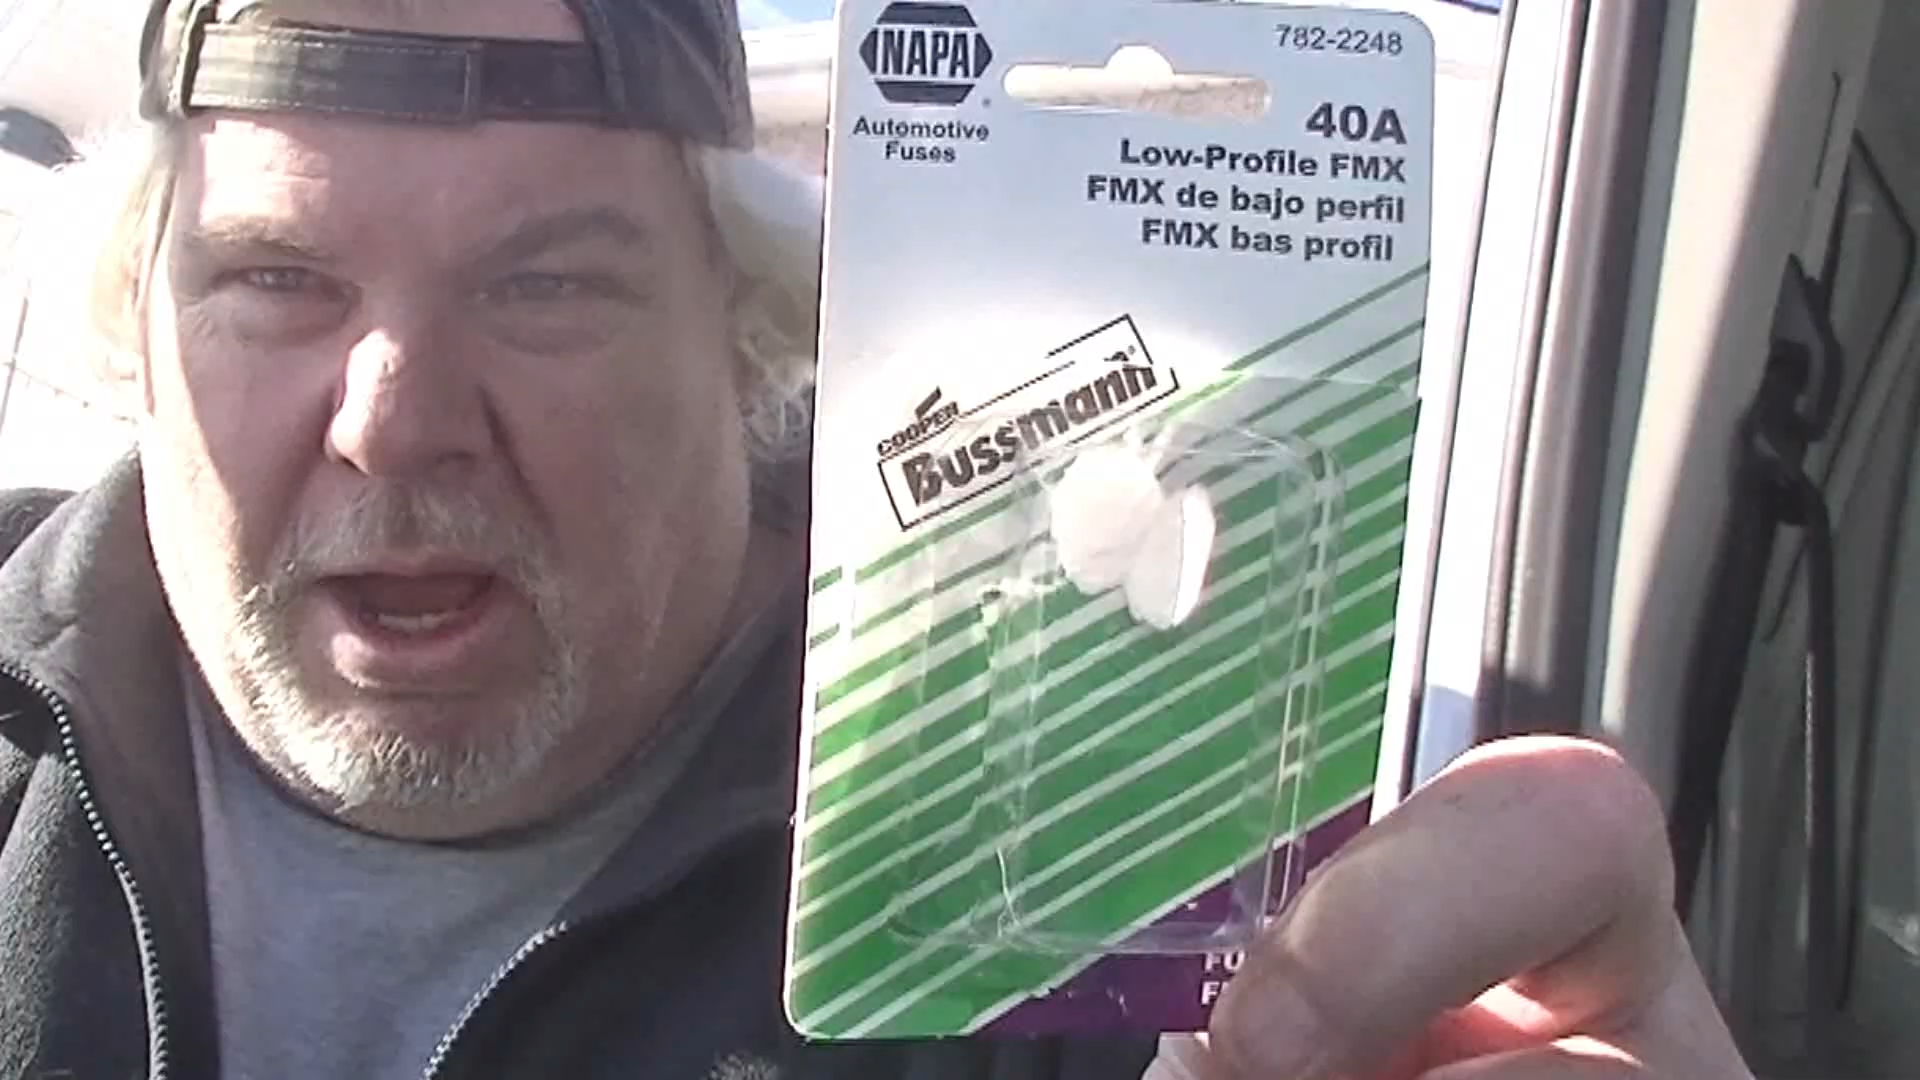 NAPA
Automotive
Fuses
782-2248
40A
Low-Profile FMX
FMX de bajo perfil
FMX bas profil
COOPER
Bussmann